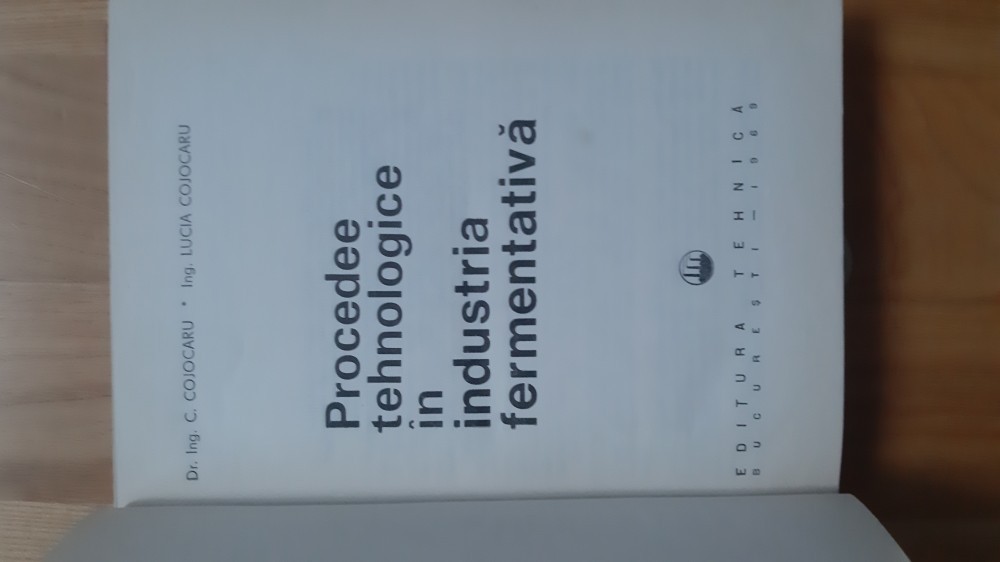 Dr. Ing. C. COJOCARU * Ing. LUCIA COJOCARU
Procedee
tehnologice
în
industria
fermentativă
EDITURA TEHNICĂ
BUCUREȘTI — 1969